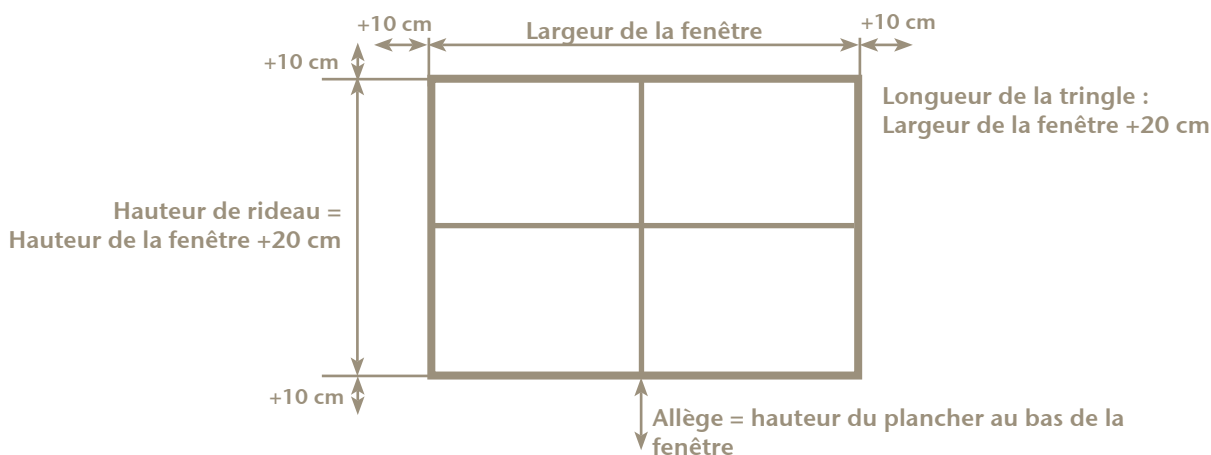 +10 cm
Largeur de la fenêtre
+10 cm
+10 cm
Longueur de la tringle :
Largeur de la fenêtre +20 cm
Hauteur de rideau =
Hauteur de la fenêtre +20 cm
+10 cm
Allège = hauteur du plancher au bas de la
fenêtre